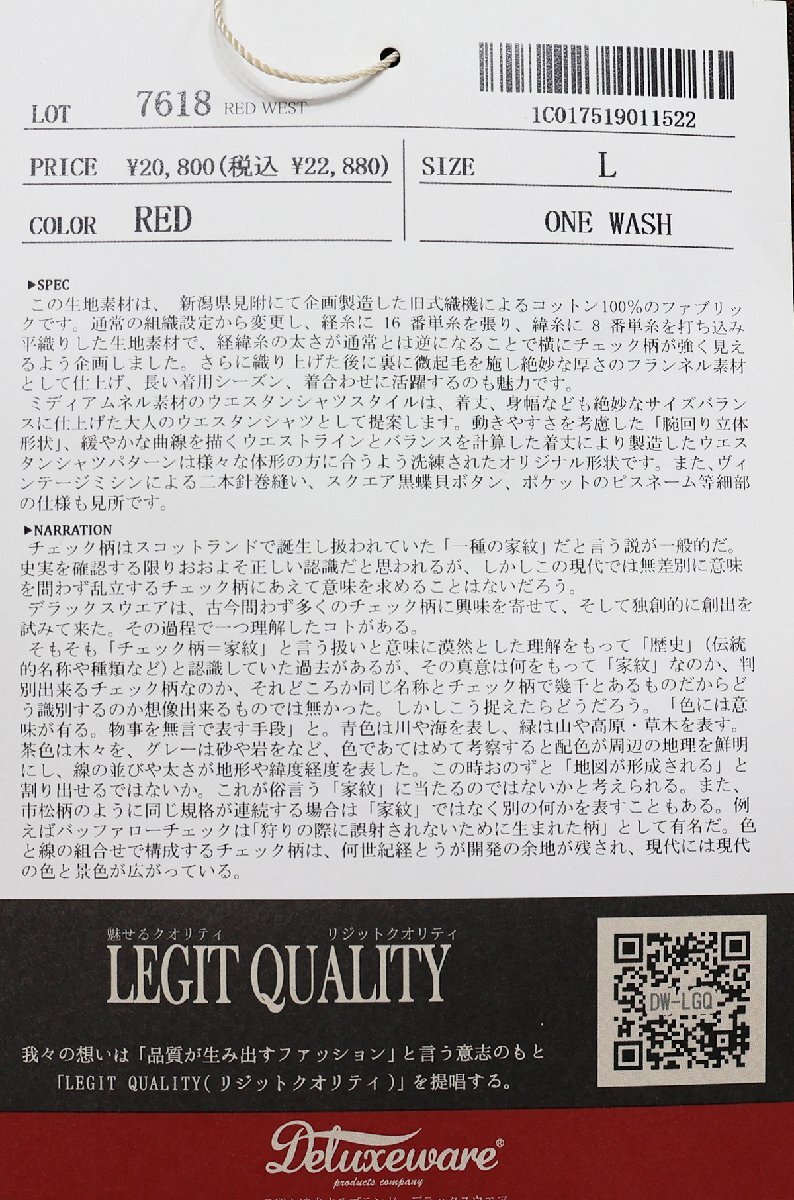 LOT 7618 RED WEST
1C017519011522
PRICE ¥20,800(税込 ¥22,880)
SIZE L
COLOR RED
ONE WASH
▶SPEC
この生地素材は、 新潟県見附にて企画製造した旧式織機によるコットン100%のファブリッ
クです。通常の組織設定から変更し、経糸に 16 番単糸を張り、緯糸に 8 番単糸を打ち込み
平織りした生地素材で、経緯糸の太さが通常とは逆になることで横にチェック柄が強く見え
るよう企画しました。さらに織り上げた後に裏に微起毛を施し絶妙な厚さのフランネル素材
として仕上げ、長い着用シーズン、着合わせに活躍するのも魅力です。
ミディアムネル素材のウエスタンシャツスタイルは、着丈、身幅なども絶妙なサイズバラン
スに仕上げた大人のウエスタンシャツとして提案します。動きやすさを考慮した「腕回り立体
形状」、緩やかな曲線を描くウエストラインとバランスを計算した着丈により製造したウエス
タンシャツパターンは様々な体形の方に合うよう洗練されたオリジナル形状です。また、ヴィ
ンテージミシンによる二本針巻縫い、スクエア黒蝶貝ボタン、ポケットのピスネーム等細部
の仕様も見所です。
▶NARRATION
チェック柄はスコットランドで誕生し扱われていた「一種の家紋」だと言う説が一般的だ。
史実を確認する限りおおよそ正しい認識だと思われるが、しかしこの現代では無差別に意味
を問わず乱立するチェック柄にあえて意味を求めることはないだろう。
デラックスウエアは、古今問わず多くのチェック柄に興味を寄せて、そして独創的に創出を
試みて来た。その過程で一つ理解したコトがある。
そもそも「チェック柄＝家紋」と言う扱いと意味に漠然とした理解をもって「歴史」(伝統
的名称や種類など)と認識していた過去があるが、その真意は何をもって「家紋」なのか、判
別出来るチェック柄なのか、それどころか同じ名称とチェック柄で幾千とあるものだからど
う識別するのか想像出来るものでは無かった。しかしこう捉えたらどうだろう。「色には意
味が有る。物事を無言で表す手段」と。青色は川や海を表し、緑は山や高原・草木を表す。
茶色は木々を、グレーは砂や岩をなど、色であてはめて考察すると配色が周辺の地理を鮮明
にし、線の並びや太さが地形や緯度経度を表した。この時おのずと「地図が形成される」と
割り出せるではないか。これが俗言う「家紋」に当たるのではないかと考えられる。また、
市松柄のように同じ規格が連続する場合は「家紋」ではなく別の何かを表すこともある。例
えばバッファローチェックは「狩りの際に誤射されないために生まれた柄」として有名だ。色
と線の組合せで構成するチェック柄は、何世紀経とうが開発の余地が残され、現代には現代
の色と景色が広がっている。
魅せるクオリティ リジットクオリティ
LEGIT QUALITY
DW-LGQ
我々の想いは「品質が生み出すファッション」と言う意志のもと
「LEGIT QUALITY(リジットクオリティ)」を提唱する。
Deluxeware®
products company